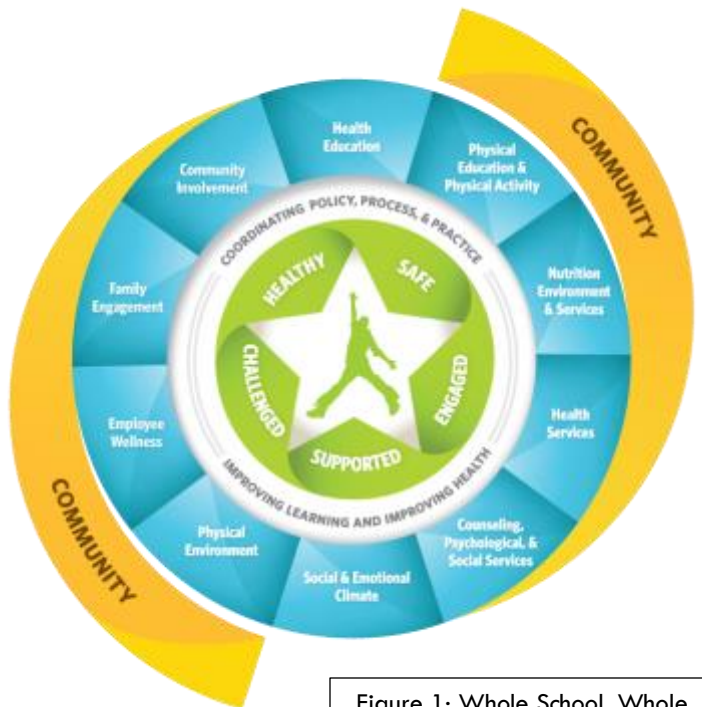 COMMUNITY
Health
Education
Physical
Education &
Physical Activity
Nutrition
Environment
& Services
Health
Services
Counseling,
Psychological, &
Social Services
Social & Emotional
Climate
Physical
Environment
Employee
Wellness
Family
Engagement
Community
Involvement
COORDINATING POLICY, PROCESS, & PRACTICE
IMPROVING LEARNING AND IMPROVING HEALTH
HEALTHY
SAFE
ENGAGED
SUPPORTED
CHALLENGED
COMMUNITY
Figure 1: Whole School, Whole